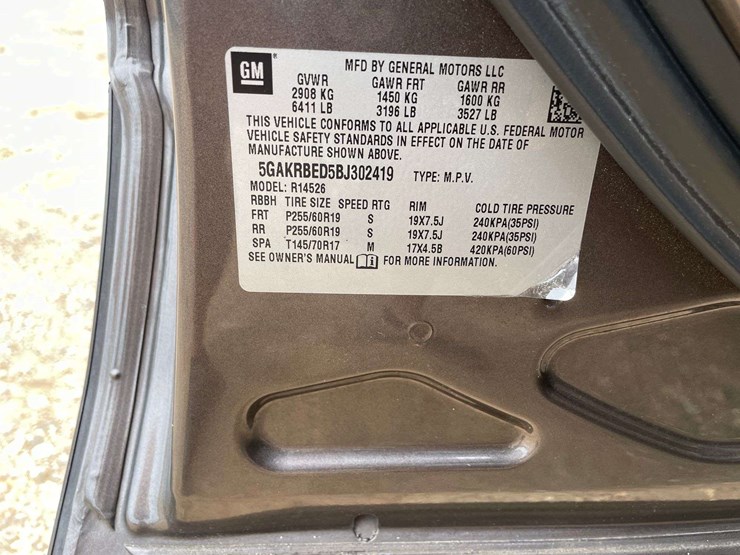 GM
MFD BY GENERAL MOTORS LLC
GVWR GAWR FRT GAWR RR
2908 KG 1450 KG 1600 KG
6411 LB 3196 LB 3527 LB
THIS VEHICLE CONFORMS TO ALL APPLICABLE U.S. FEDERAL MOTOR
VEHICLE SAFETY STANDARDS IN EFFECT ON THE DATE OF
MANUFACTURE SHOWN ABOVE.
5GAKRBED5BJ302419 TYPE: M.P.V.
MODEL: R14526
RBBH TIRE SIZE SPEED RTG RIM COLD TIRE PRESSURE
FRT P255/60R19 S 19X7.5J 240KPA(35PSI)
RR P255/60R19 S 19X7.5J 240KPA(35PSI)
SPA T145/70R17 M 17X4.5B 420KPA(60PSI)
SEE OWNER'S MANUAL FOR MORE INFORMATION.